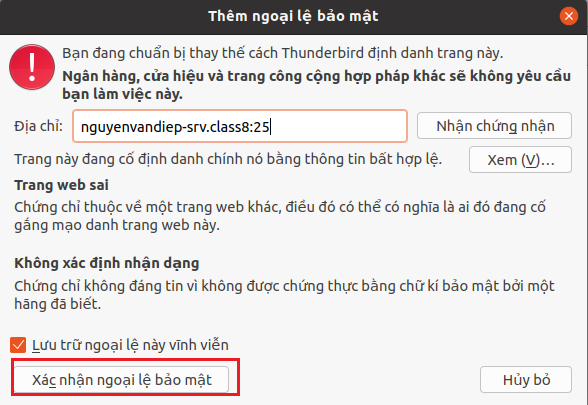 Thêm ngoại lệ bảo mật
Bạn đang chuẩn bị thay thế cách Thunderbird định danh trang này.
Ngân hàng, cửa hiệu và trang công cộng hợp pháp khác sẽ không yêu cầu
bạn làm việc này.
Địa chỉ: nguyenvandiep-srv.class8:25 Nhận chứng nhận
Trang này đang cố định danh chính nó bằng thông tin bất hợp lệ. Xem (V)...
Trang web sai
Chứng chỉ thuộc về một trang web khác, điều đó có thể có nghĩa là ai đó đang cố
gắng mạo danh trang web này.
Không xác định nhận dạng
Chứng chỉ không đáng tin vì không được chứng thực bằng chữ kí bảo mật bởi một
hãng đã biết.
Lưu trữ ngoại lệ này vĩnh viễn
Xác nhận ngoại lệ bảo mật Hủy bỏ